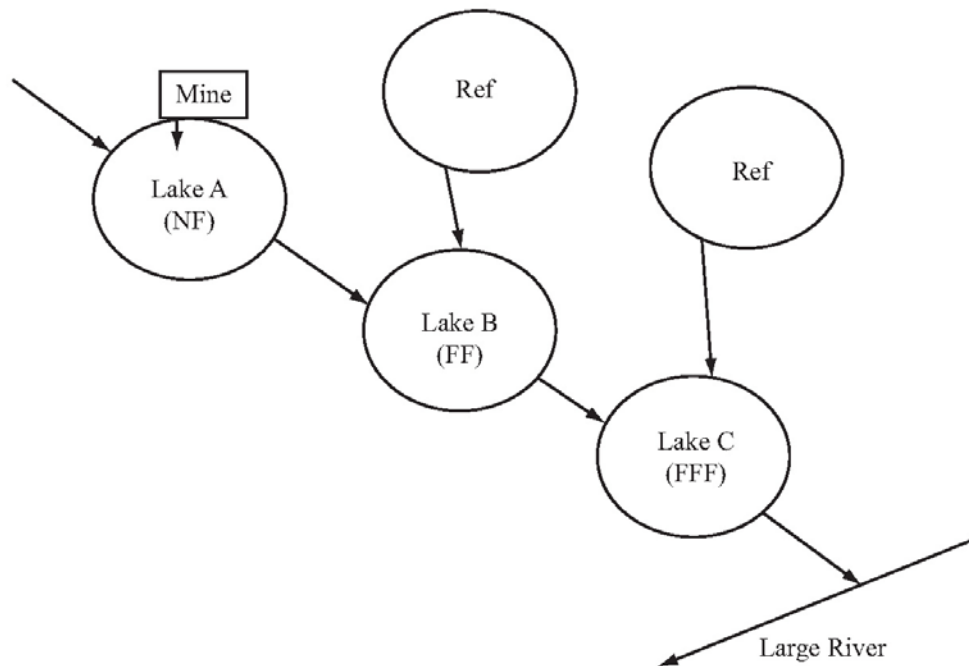 Mine
Ref
Ref
Lake A
(NF)
Lake B
(FF)
Lake C
(FFF)
Large River